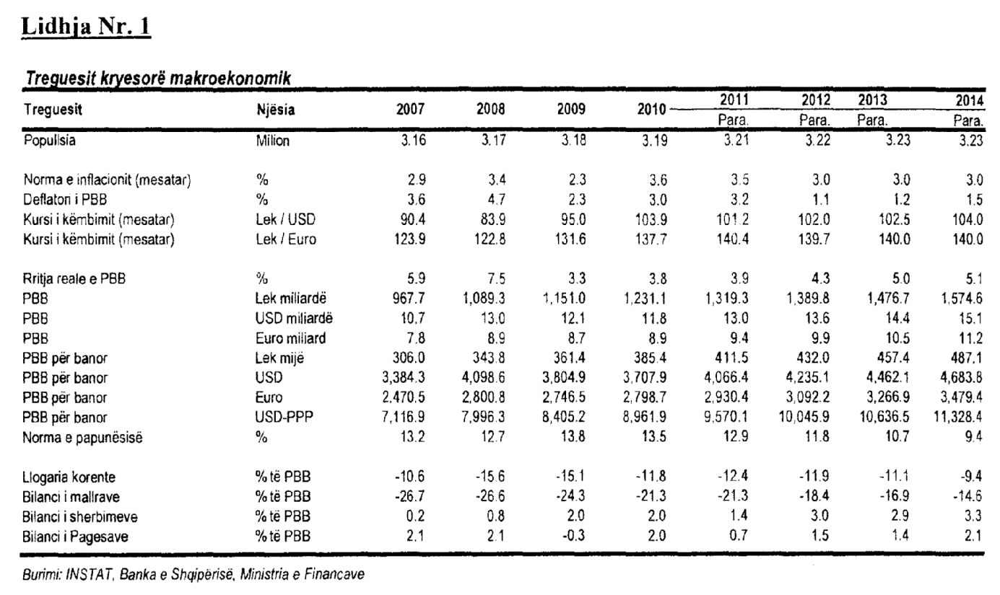 Lidhja Nr. 1
Treguesit kryesorë makroekonomik
Treguesit Njësia 2007 2008 2009 2010 2011 2012 2013 2014
Para. Para. Para. Para.
Popullsia Milion 3.16 3.17 3.18 3.19 3.21 3.22 3.23 3.23
Norma e inflacionit (mesatar) % 2.9 3.4 2.3 3.6 3.5 3.0 3.0 3.0
Deflatori i PBB % 3.6 4.7 2.3 3.0 3.2 1.1 1.2 1.5
Kursi i këmbimit (mesatar) Lek / USD 90.4 83.9 95.0 103.9 101.2 102.0 102.5 104.0
Kursi i këmbimit (mesatar) Lek / Euro 123.9 122.8 131.6 137.7 140.4 139.7 140.0 140.0
Rritja reale e PBB % 5.9 7.5 3.3 3.8 3.9 4.3 5.0 5.1
PBB Lek miliardë 967.7 1,089.3 1,151.0 1,231.1 1,319.3 1,389.8 1,476.7 1,574.6
PBB USD miliardë 10.7 13.0 12.1 11.8 13.0 13.6 14.4 15.1
PBB Euro miliard 7.8 8.9 8.7 8.9 9.4 9.9 10.5 11.2
PBB për banor Lek mijë 306.0 343.8 361.4 385.4 411.5 432.0 457.4 487.1
PBB për banor USD 3,384.3 4,098.6 3,804.9 3,707.9 4,066.4 4,235.1 4,462.1 4,683.8
PBB për banor Euro 2,470.5 2,800.8 2,746.5 2,798.7 2,930.4 3,092.2 3,266.9 3,479.4
PBB për banor USD-PPP 7,116.9 7,996.3 8,405.2 8,961.9 9,570.1 10,045.9 10,636.5 11,328.4
Norma e papunësisë % 13.2 12.7 13.8 13.5 12.9 11.8 10.7 9.4
Llogaria korente % të PBB -10.6 -15.6 -15.1 -11.8 -12.4 -11.9 -11.1 -9.4
Bilanci i mallrave % të PBB -26.7 -26.6 -24.3 -21.3 -21.3 -18.4 -16.9 -14.6
Bilanci i sherbimeve % të PBB 0.2 0.8 2.0 2.0 1.4 3.0 2.9 3.3
Bilanci i Pagesave % të PBB 2.1 2.1 -0.3 2.0 0.7 1.5 1.4 2.1
Burimi: INSTAT, Banka e Shqipërisë, Ministria e Financave